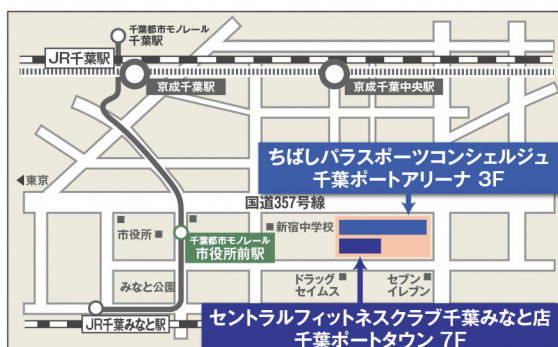 千葉都市モノレール
千葉駅
JR千葉駅
京成千葉駅
京成千葉中央駅
ちばしパラスポーツコンシェルジュ
千葉ポートアリーナ 3F
東京
国道357号線
市役所
千葉都市モノレール
市役所前駅
新宿中学校
みなと公園
ドラッグ
セイムス
セブン
イレブン
JR千葉みなと駅
セントラルフィットネスクラブ千葉みなと店
千葉ポートタウン 7F